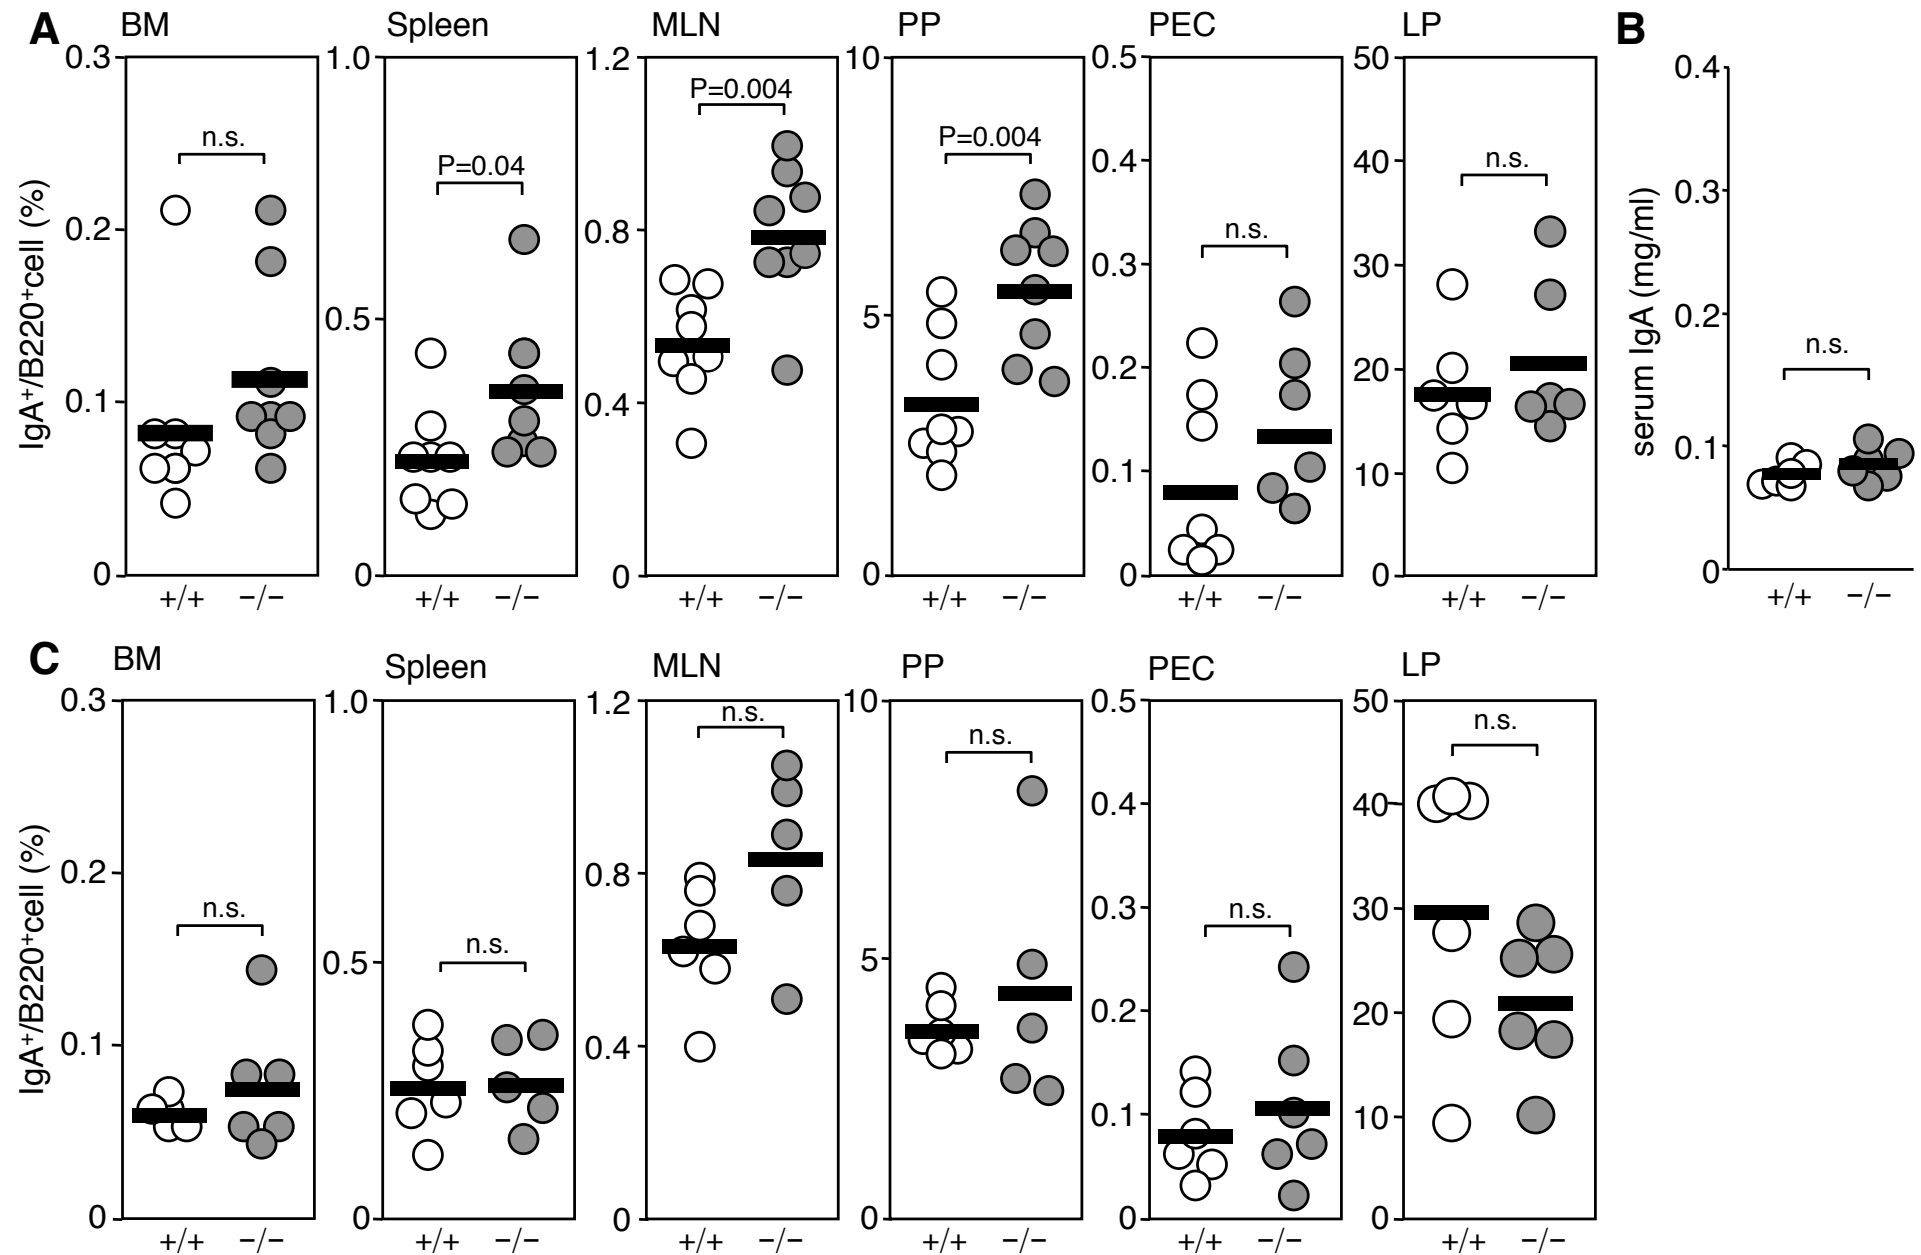 A
BM
Spleen
MLN
PP
PEC
LP
B
IgA+/B220+cell (%)
0.3
0.2
0.1
0
n.s.
+/+
−/−
1.0
0.5
0
P=0.04
+/+
−/−
1.2
0.8
0.4
0
P=0.004
+/+
−/−
10
5
0
P=0.004
+/+
−/−
0.5
0.4
0.3
0.2
0.1
0
n.s.
+/+
−/−
50
40
30
20
10
0
n.s.
+/+
−/−
serum IgA (mg/ml)
0.4
0.3
0.2
0.1
0
n.s.
+/+
−/−
C
BM
Spleen
MLN
PP
PEC
LP
IgA+/B220+cell (%)
0.3
0.2
0.1
0
n.s.
+/+
−/−
1.0
0.5
0
n.s.
+/+
−/−
1.2
0.8
0.4
0
n.s.
+/+
−/−
10
5
0
n.s.
+/+
−/−
0.5
0.4
0.3
0.2
0.1
0
n.s.
+/+
−/−
50
40
30
20
10
0
n.s.
+/+
−/−